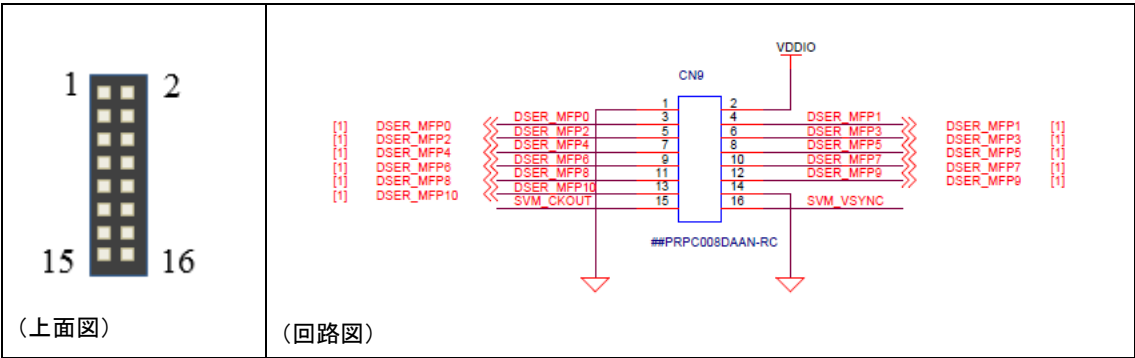 1 2
15 16
(上面図)
VDDIO
CN9
1 2
DSER_MFP0 3 4 DSER_MFP1
DSER_MFP2 5 6 DSER_MFP3
DSER_MFP4 7 8 DSER_MFP5
DSER_MFP6 9 10 DSER_MFP7
DSER_MFP8 11 12 DSER_MFP9
DSER_MFP10 13 14
SVM_CKOUT 15 16 SVM_VSYNC
[1] DSER_MFP0
[1] DSER_MFP2
[1] DSER_MFP4
[1] DSER_MFP6
[1] DSER_MFP8
[1] DSER_MFP10
DSER_MFP1 [1]
DSER_MFP3 [1]
DSER_MFP5 [1]
DSER_MFP7 [1]
DSER_MFP9 [1]
##PRPC008DAAN-RC
(回路図)